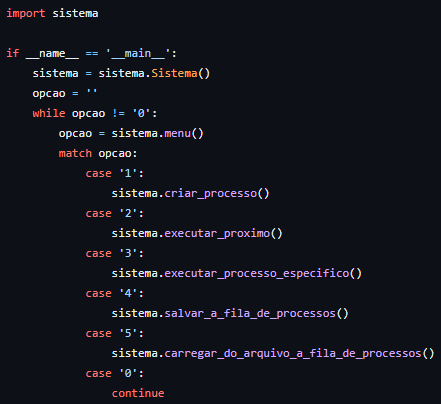 import sistema

if __name__ == '__main__':
    sistema = sistema.Sistema()
    opcao = ''
    while opcao != '0':
        opcao = sistema.menu()
        match opcao:
            case '1':
                sistema.criar_processo()
            case '2':
                sistema.executar_proximo()
            case '3':
                sistema.executar_processo_especifico()
            case '4':
                sistema.salvar_a_fila_de_processos()
            case '5':
                sistema.carregar_do_arquivo_a_fila_de_processos()
            case '0':
                continue